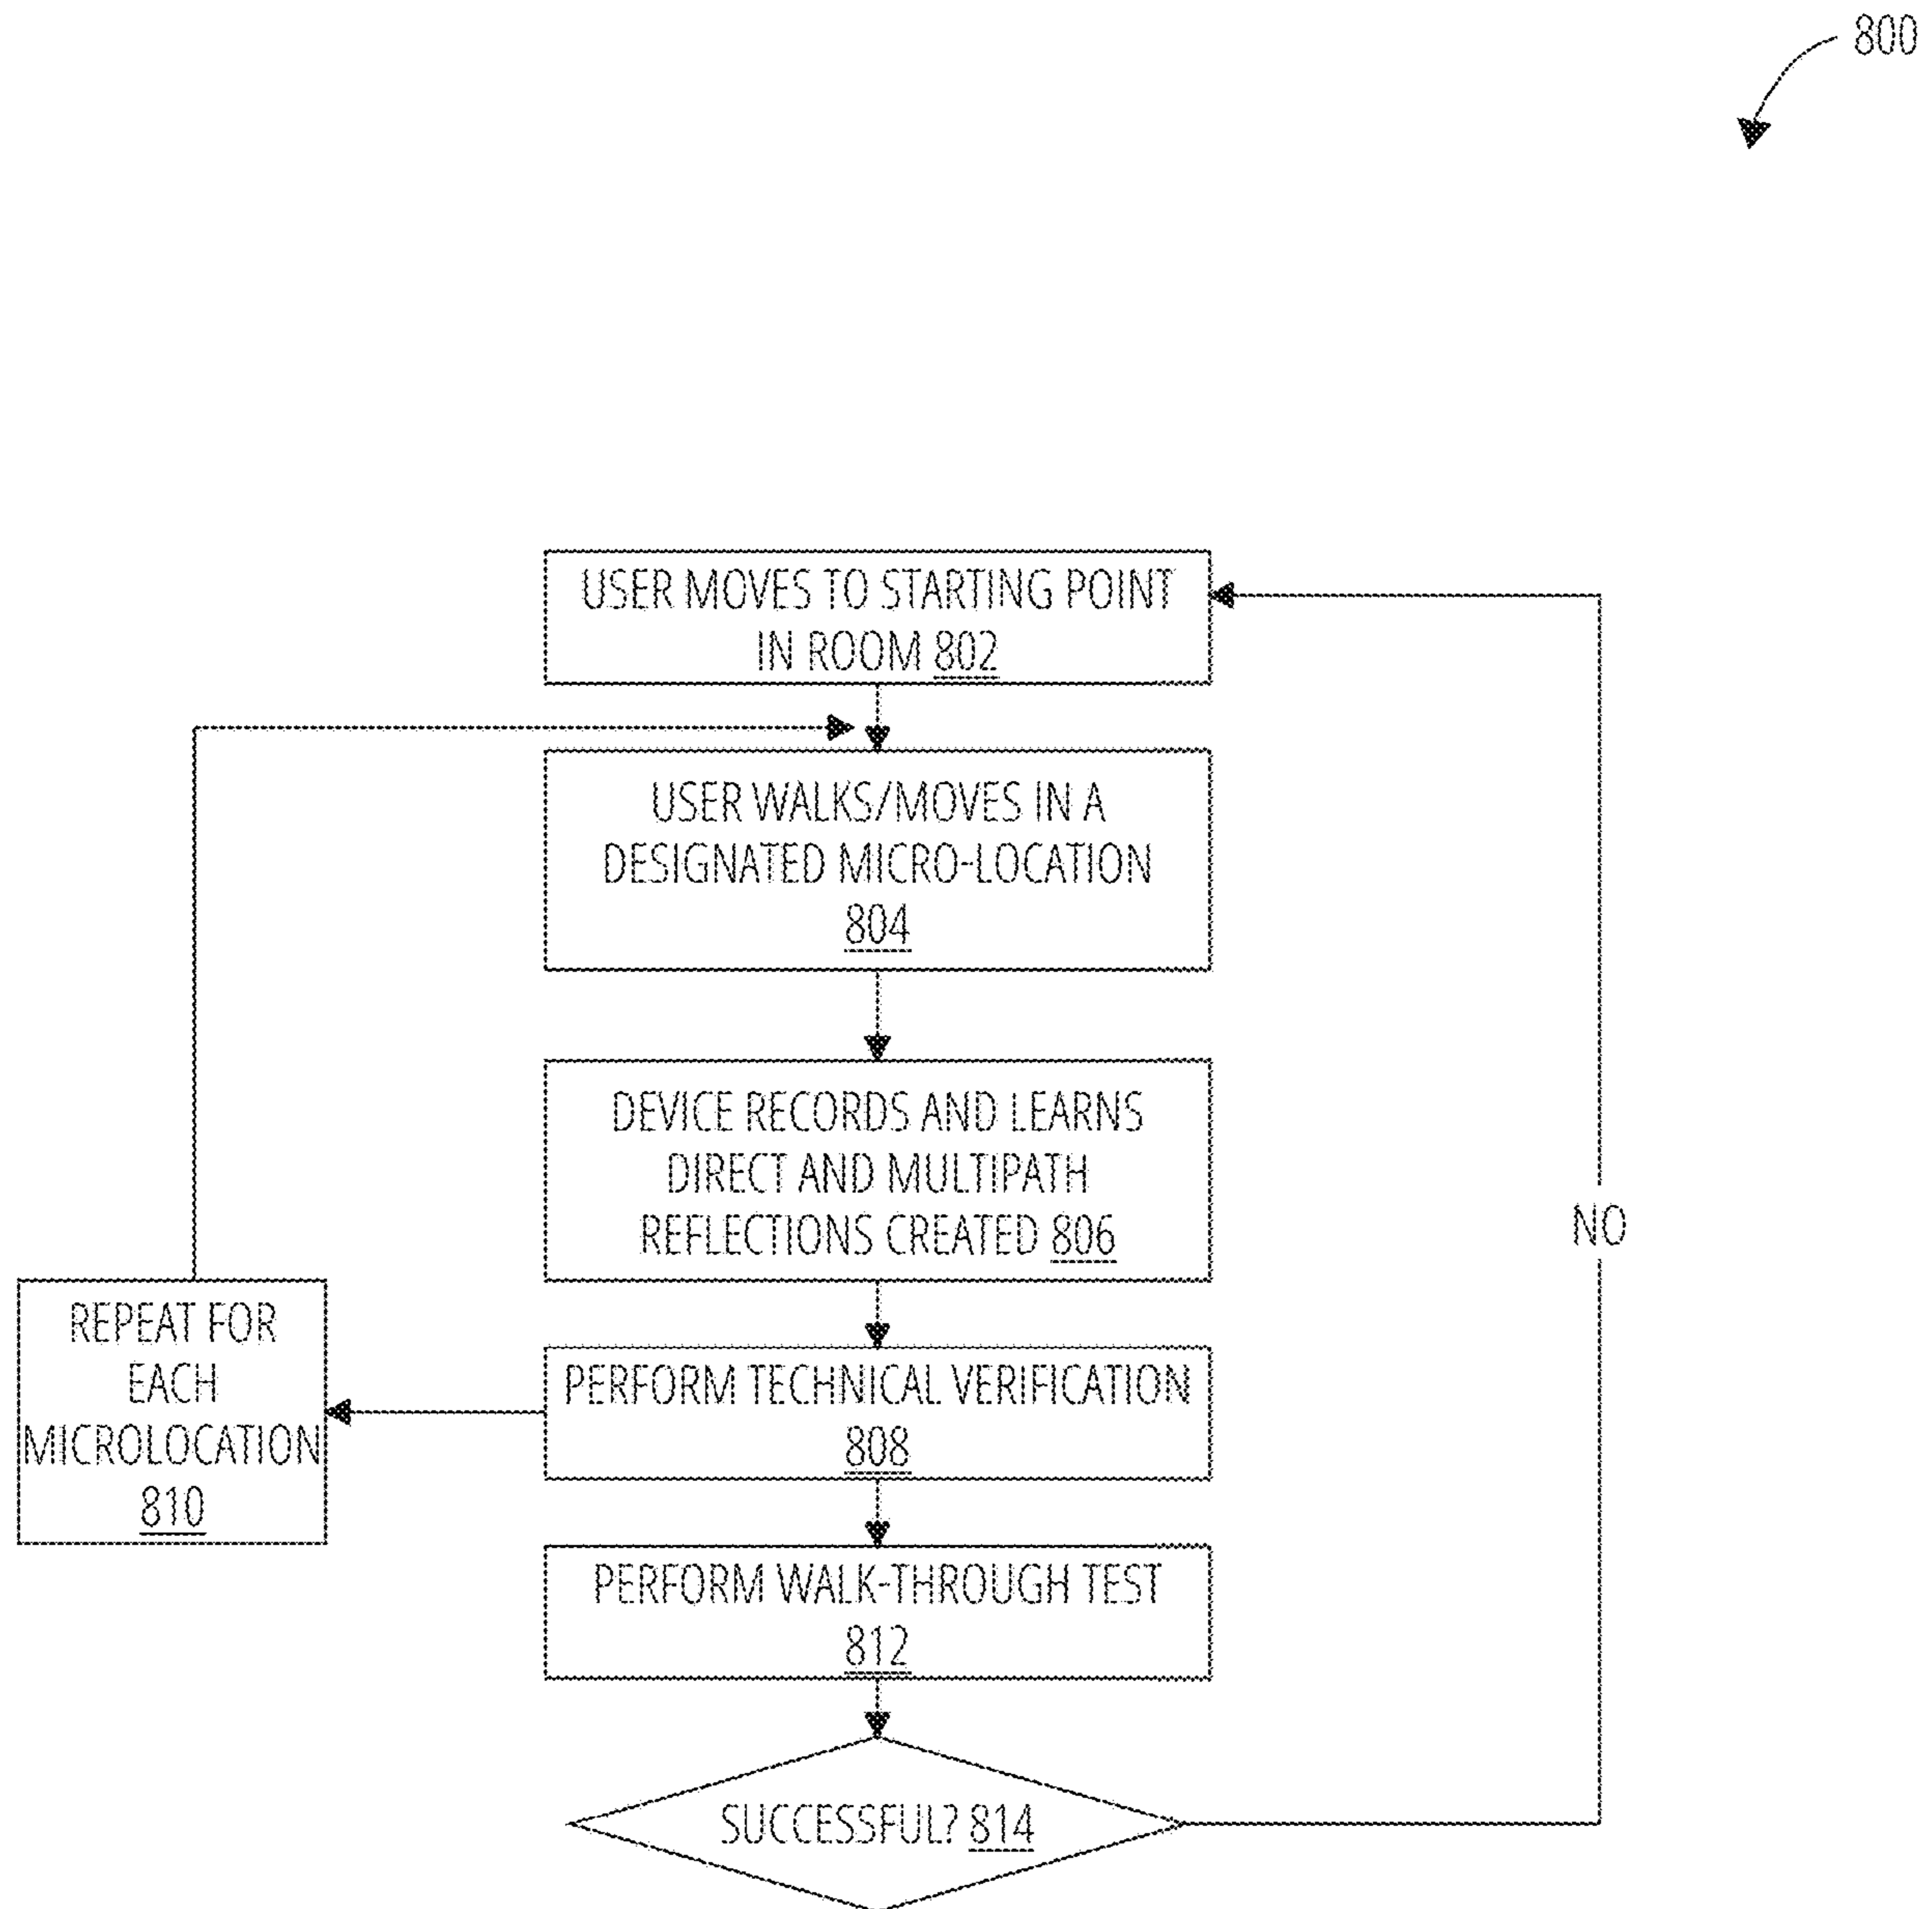 800
USER MOVES TO STARTING POINT
IN ROOM 802
USER WALKS/MOVES IN A
DESIGNATED MICRO-LOCATION
804
DEVICE RECORDS AND LEARNS
DIRECT AND MULTIPATH
REFLECTIONS CREATED 806
NO
REPEAT FOR
EACH
MICROLOCATION
810
PERFORM TECHNICAL VERIFICATION
808
PERFORM WALK-THROUGH TEST
812
SUCCESSFUL? 814